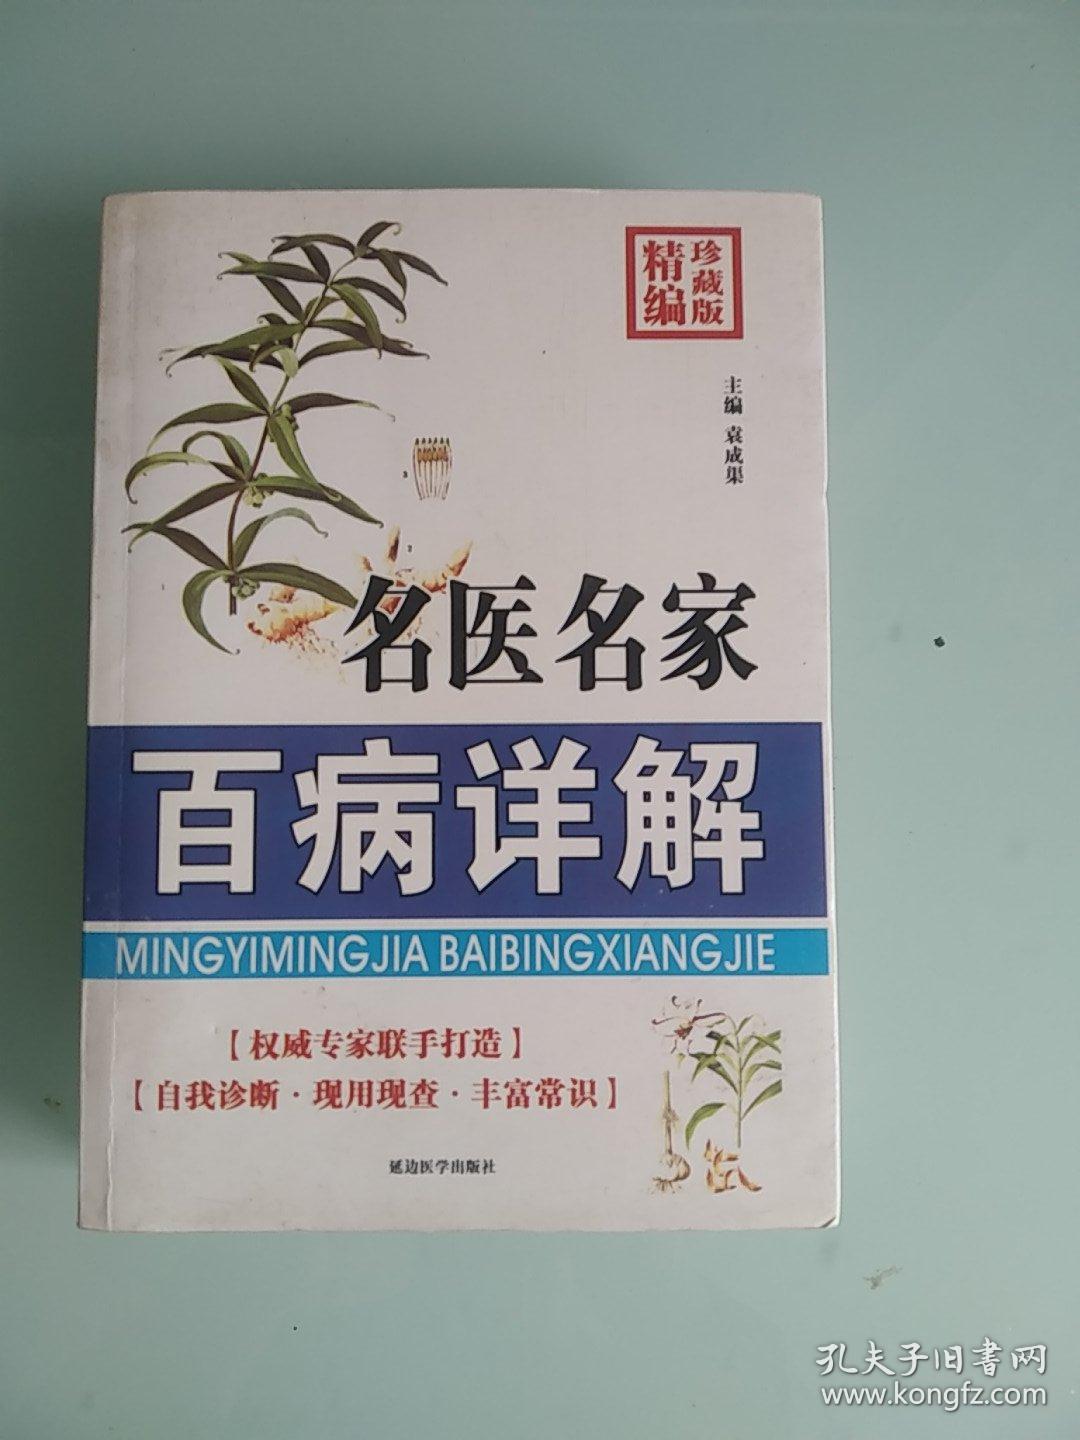 珍藏版
精编
主编 袁成渠
3
2
名医名家
百病详解
MINGYIMINGJIA BAIBINGXIANGJIE
【权威专家联手打造】
【自我诊断·现用现查·丰富常识】
延边医学出版社
孔夫子旧书网
www.kongfz.com